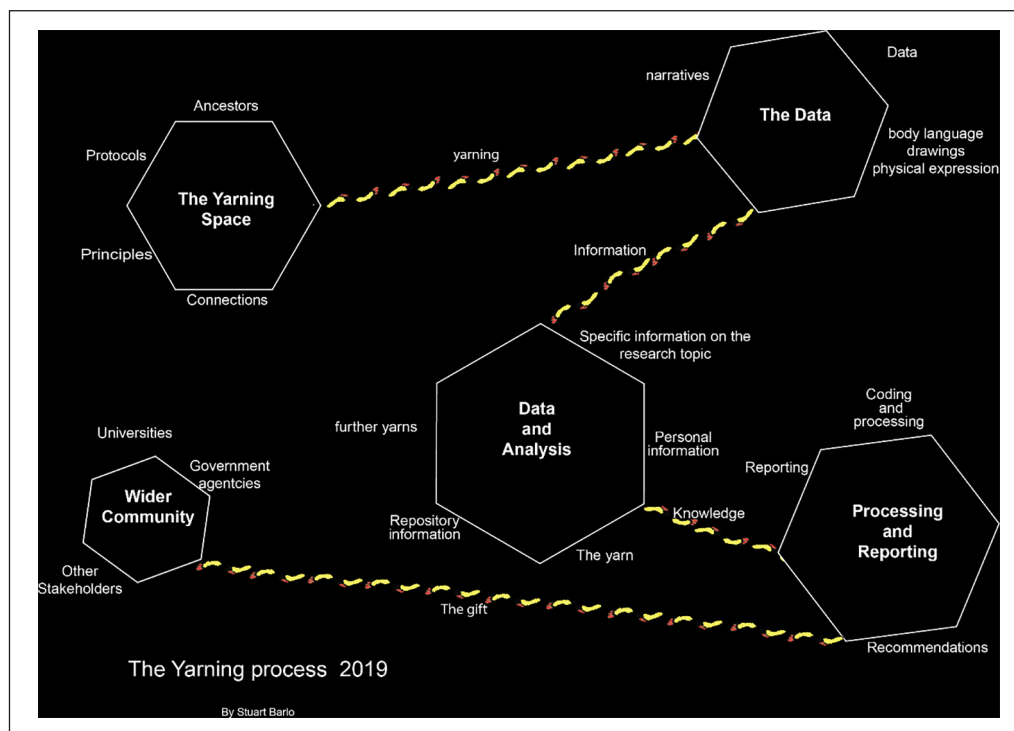 Ancestors
Protocols
The Yarning
Space
Principles
Connections
yarning
narratives
Data
The Data
body language
drawings
physical expression
Information
Specific information on the
research topic
Data
and
Analysis
further yarns
Personal
information
Repository
information
The yarn
Knowledge
Coding
and
processing
Reporting
Processing
and
Reporting
Recommendations
The gift
Universities
Government
agentcies
Wider
Community
Other
Stakeholders
The Yarning process 2019
By Stuart Barlo